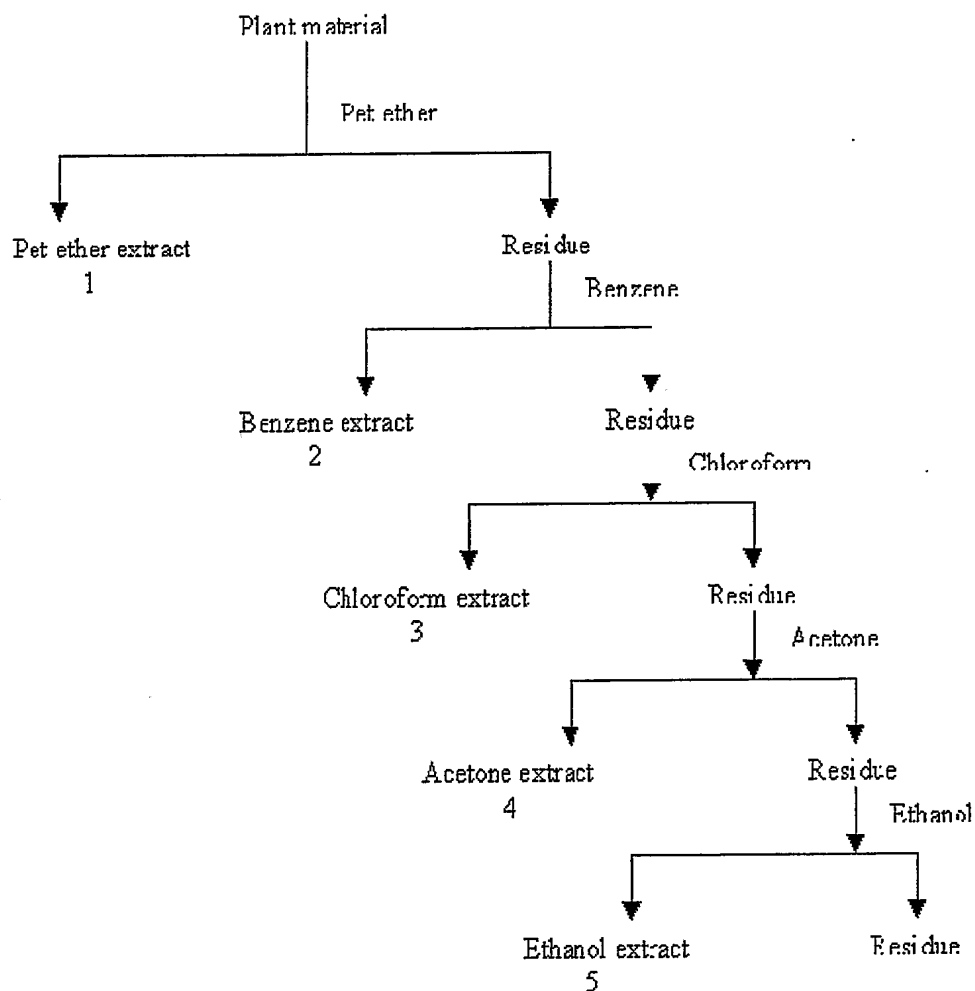 Plant material
Pet ether
Pet ether extract
1
Residue
Benzene
Benzene extract
2
Residue
Chloroform
Chloroform extract
3
Residue
Acetone
Acetone extract
4
Residue
Ethanol
Ethanol extract
5
Residue